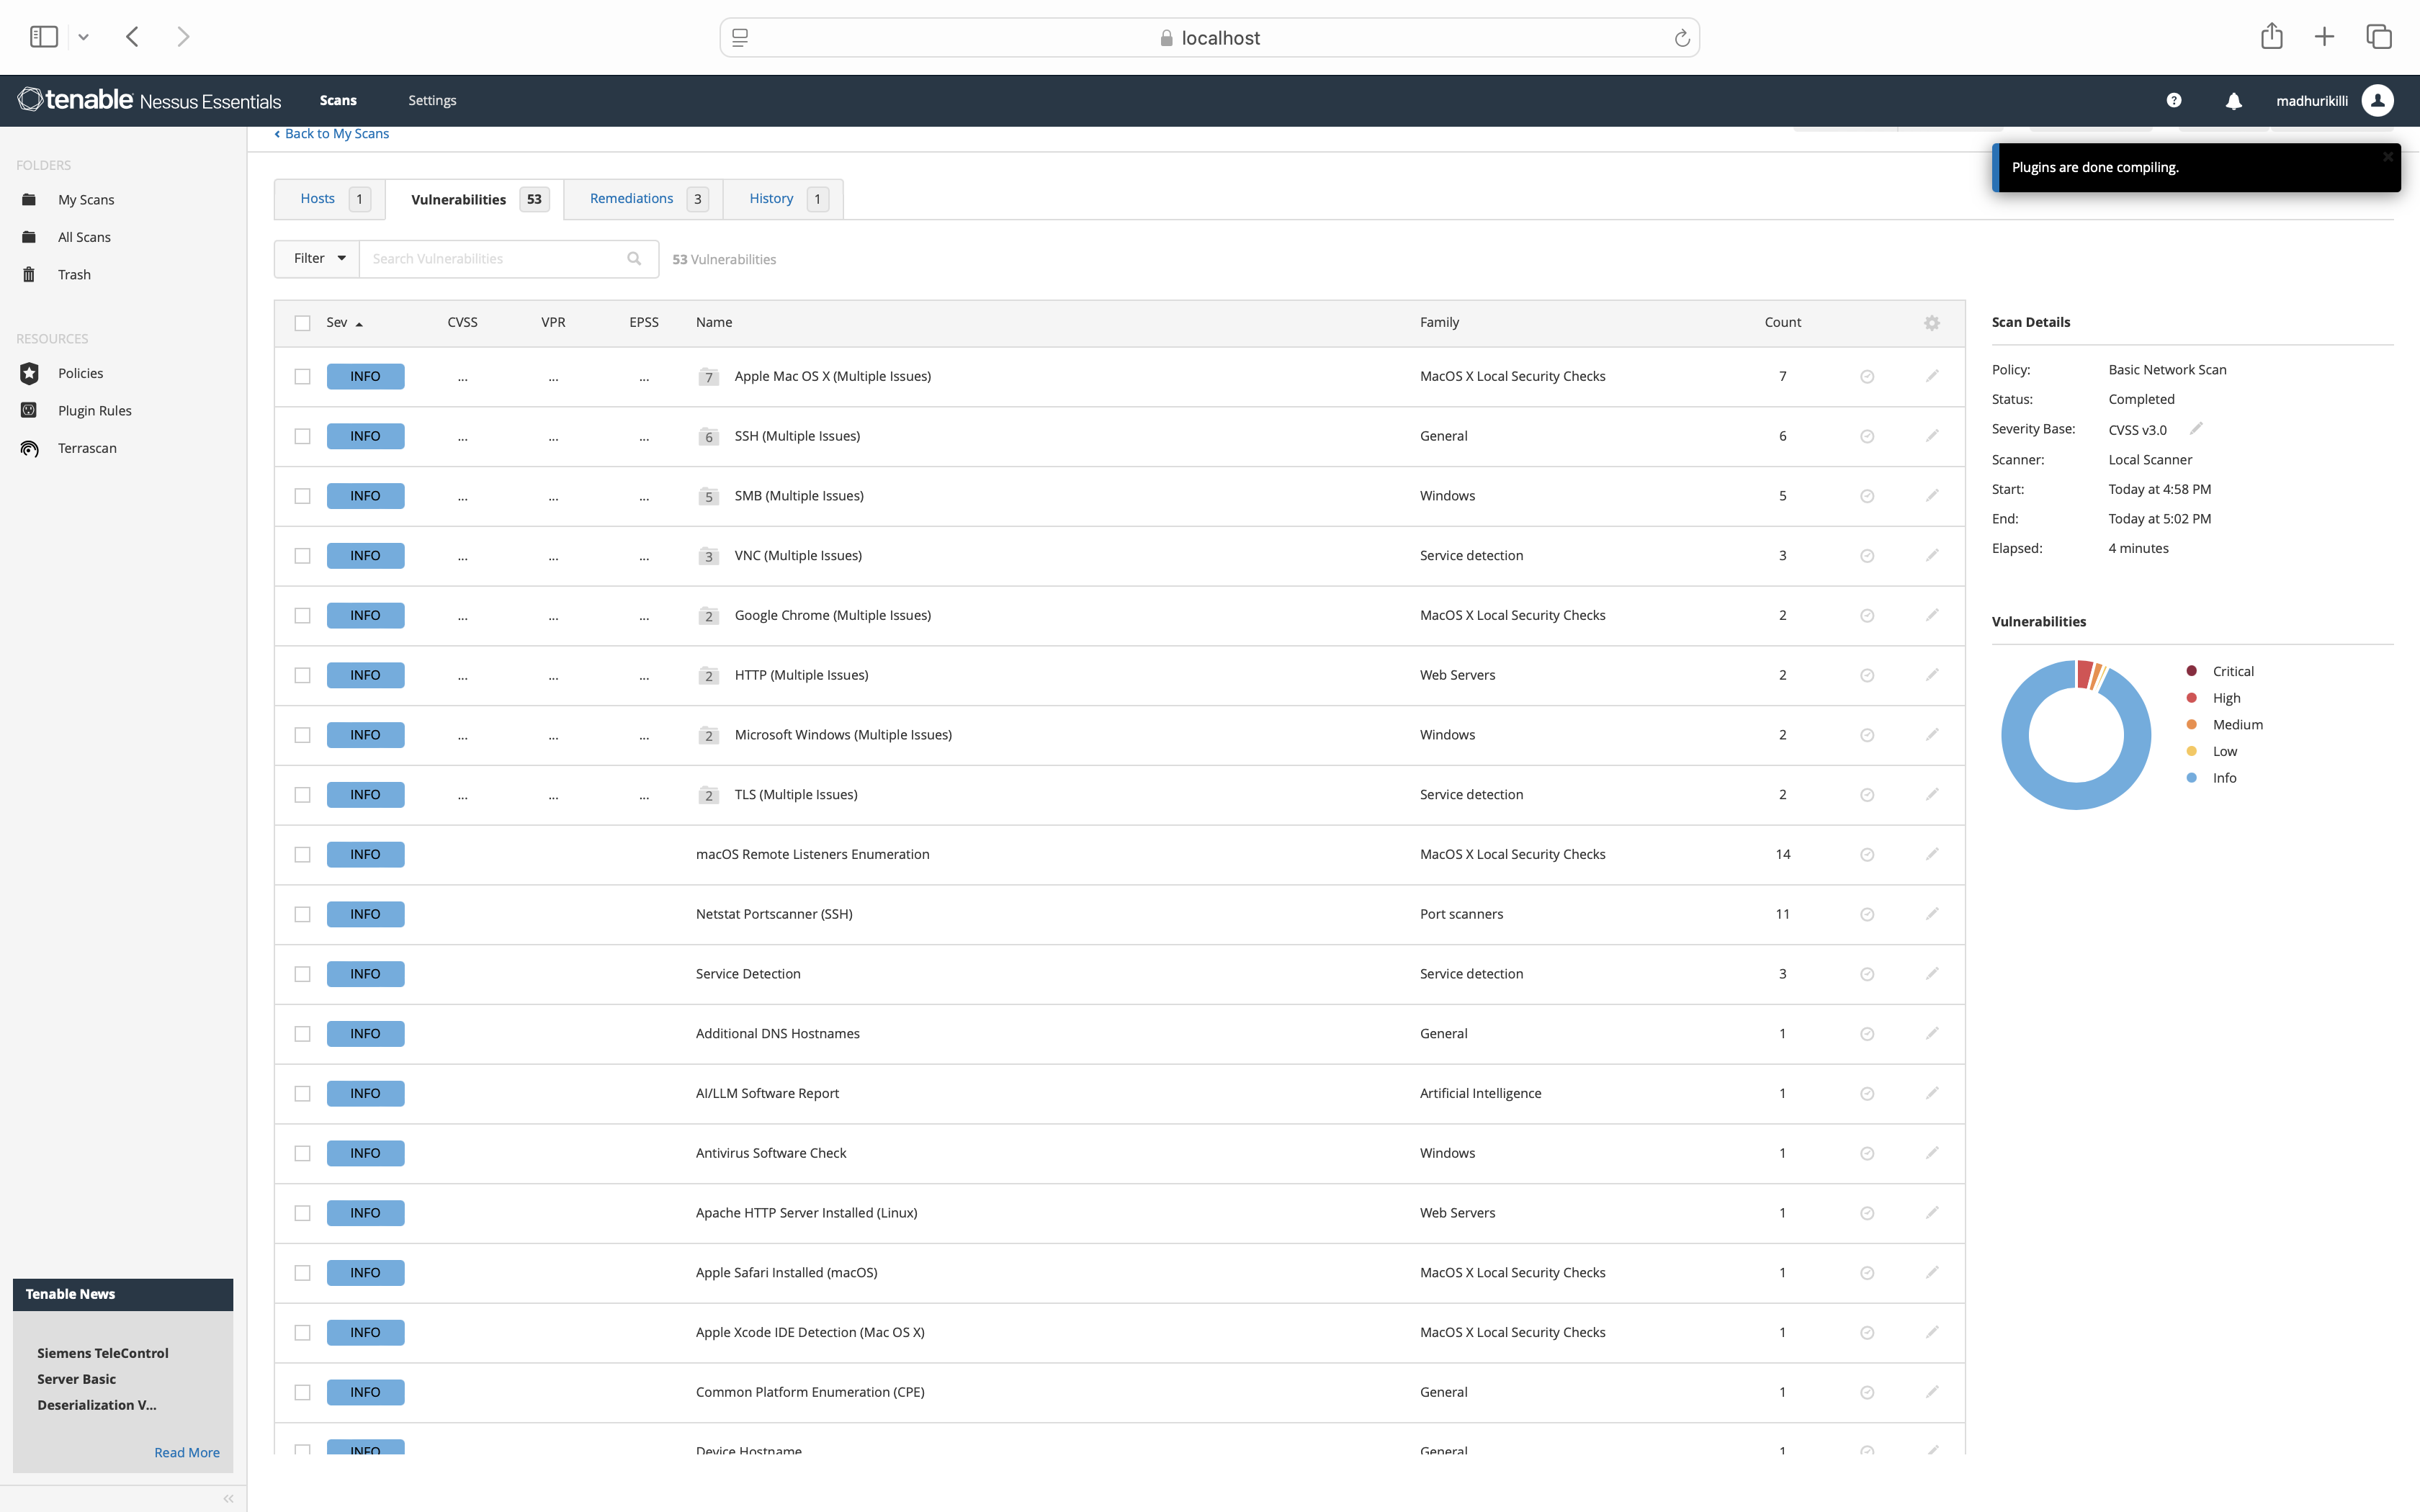 localhost
tenable Nessus Essentials Scans Settings madhurikilli
FOLDERS
My Scans
All Scans
Trash
RESOURCES
Policies
Plugin Rules
Terrascan
Tenable News
Siemens TeleControl
Server Basic
Deserialization V...
Read More
‹ Back to My Scans
Plugins are done compiling.
Hosts 1 Vulnerabilities 53 Remediations 3 History 1
Filter Search Vulnerabilities 53 Vulnerabilities
Sev CVSS VPR EPSS Name Family Count
INFO ... ... ... 7 Apple Mac OS X (Multiple Issues) MacOS X Local Security Checks 7
INFO ... ... ... 6 SSH (Multiple Issues) General 6
INFO ... ... ... 5 SMB (Multiple Issues) Windows 5
INFO ... ... ... 3 VNC (Multiple Issues) Service detection 3
INFO ... ... ... 2 Google Chrome (Multiple Issues) MacOS X Local Security Checks 2
INFO ... ... ... 2 HTTP (Multiple Issues) Web Servers 2
INFO ... ... ... 2 Microsoft Windows (Multiple Issues) Windows 2
INFO ... ... ... 2 TLS (Multiple Issues) Service detection 2
INFO macOS Remote Listeners Enumeration MacOS X Local Security Checks 14
INFO Netstat Portscanner (SSH) Port scanners 11
INFO Service Detection Service detection 3
INFO Additional DNS Hostnames General 1
INFO AI/LLM Software Report Artificial Intelligence 1
INFO Antivirus Software Check Windows 1
INFO Apache HTTP Server Installed (Linux) Web Servers 1
INFO Apple Safari Installed (macOS) MacOS X Local Security Checks 1
INFO Apple Xcode IDE Detection (Mac OS X) MacOS X Local Security Checks 1
INFO Common Platform Enumeration (CPE) General 1
INFO Device Hostname General 1
Scan Details
Policy: Basic Network Scan
Status: Completed
Severity Base: CVSS v3.0
Scanner: Local Scanner
Start: Today at 4:58 PM
End: Today at 5:02 PM
Elapsed: 4 minutes
Vulnerabilities
Critical
High
Medium
Low
Info